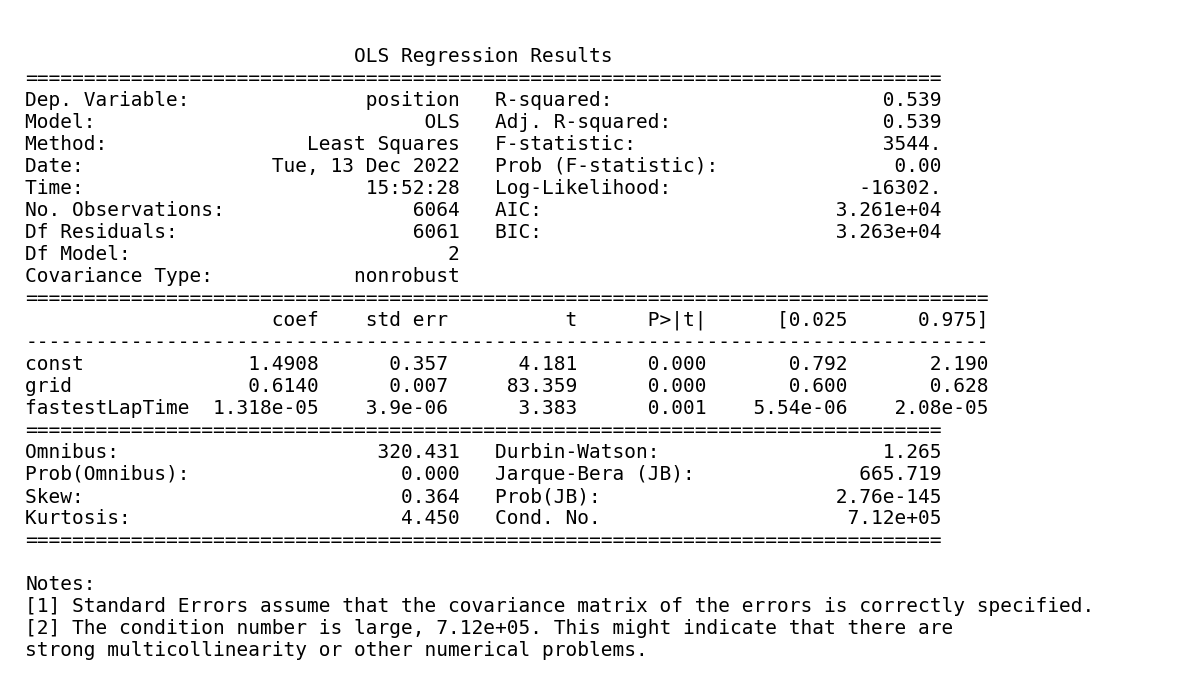 OLS Regression Results
==============================================================================
Dep. Variable:               position   R-squared:                       0.539
Model:                            OLS   Adj. R-squared:                  0.539
Method:                 Least Squares   F-statistic:                     3544.
Date:                Tue, 13 Dec 2022   Prob (F-statistic):               0.00
Time:                        15:52:28   Log-Likelihood:                -16302.
No. Observations:                6064   AIC:                         3.261e+04
Df Residuals:                    6061   BIC:                         3.263e+04
Df Model:                           2
Covariance Type:            nonrobust
==================================================================================
                     coef    std err          t      P>|t|      [0.025      0.975]
----------------------------------------------------------------------------------
const              1.4908      0.357      4.181      0.000       0.792       2.190
grid               0.6140      0.007     83.359      0.000       0.600       0.628
fastestLapTime  1.318e-05    3.9e-06      3.383      0.001    5.54e-06    2.08e-05
==============================================================================
Omnibus:                      320.431   Durbin-Watson:                   1.265
Prob(Omnibus):                  0.000   Jarque-Bera (JB):              665.719
Skew:                           0.364   Prob(JB):                    2.76e-145
Kurtosis:                       4.450   Cond. No.                     7.12e+05
==============================================================================
Notes:
[1] Standard Errors assume that the covariance matrix of the errors is correctly specified.
[2] The condition number is large, 7.12e+05. This might indicate that there are
strong multicollinearity or other numerical problems.